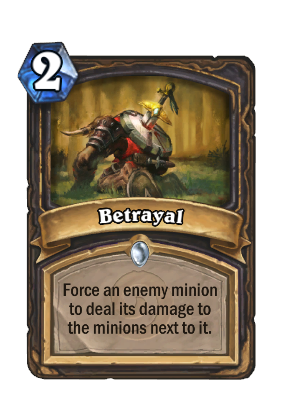 2
Betrayal
Force an enemy minion
to deal its damage to
the minions next to it.